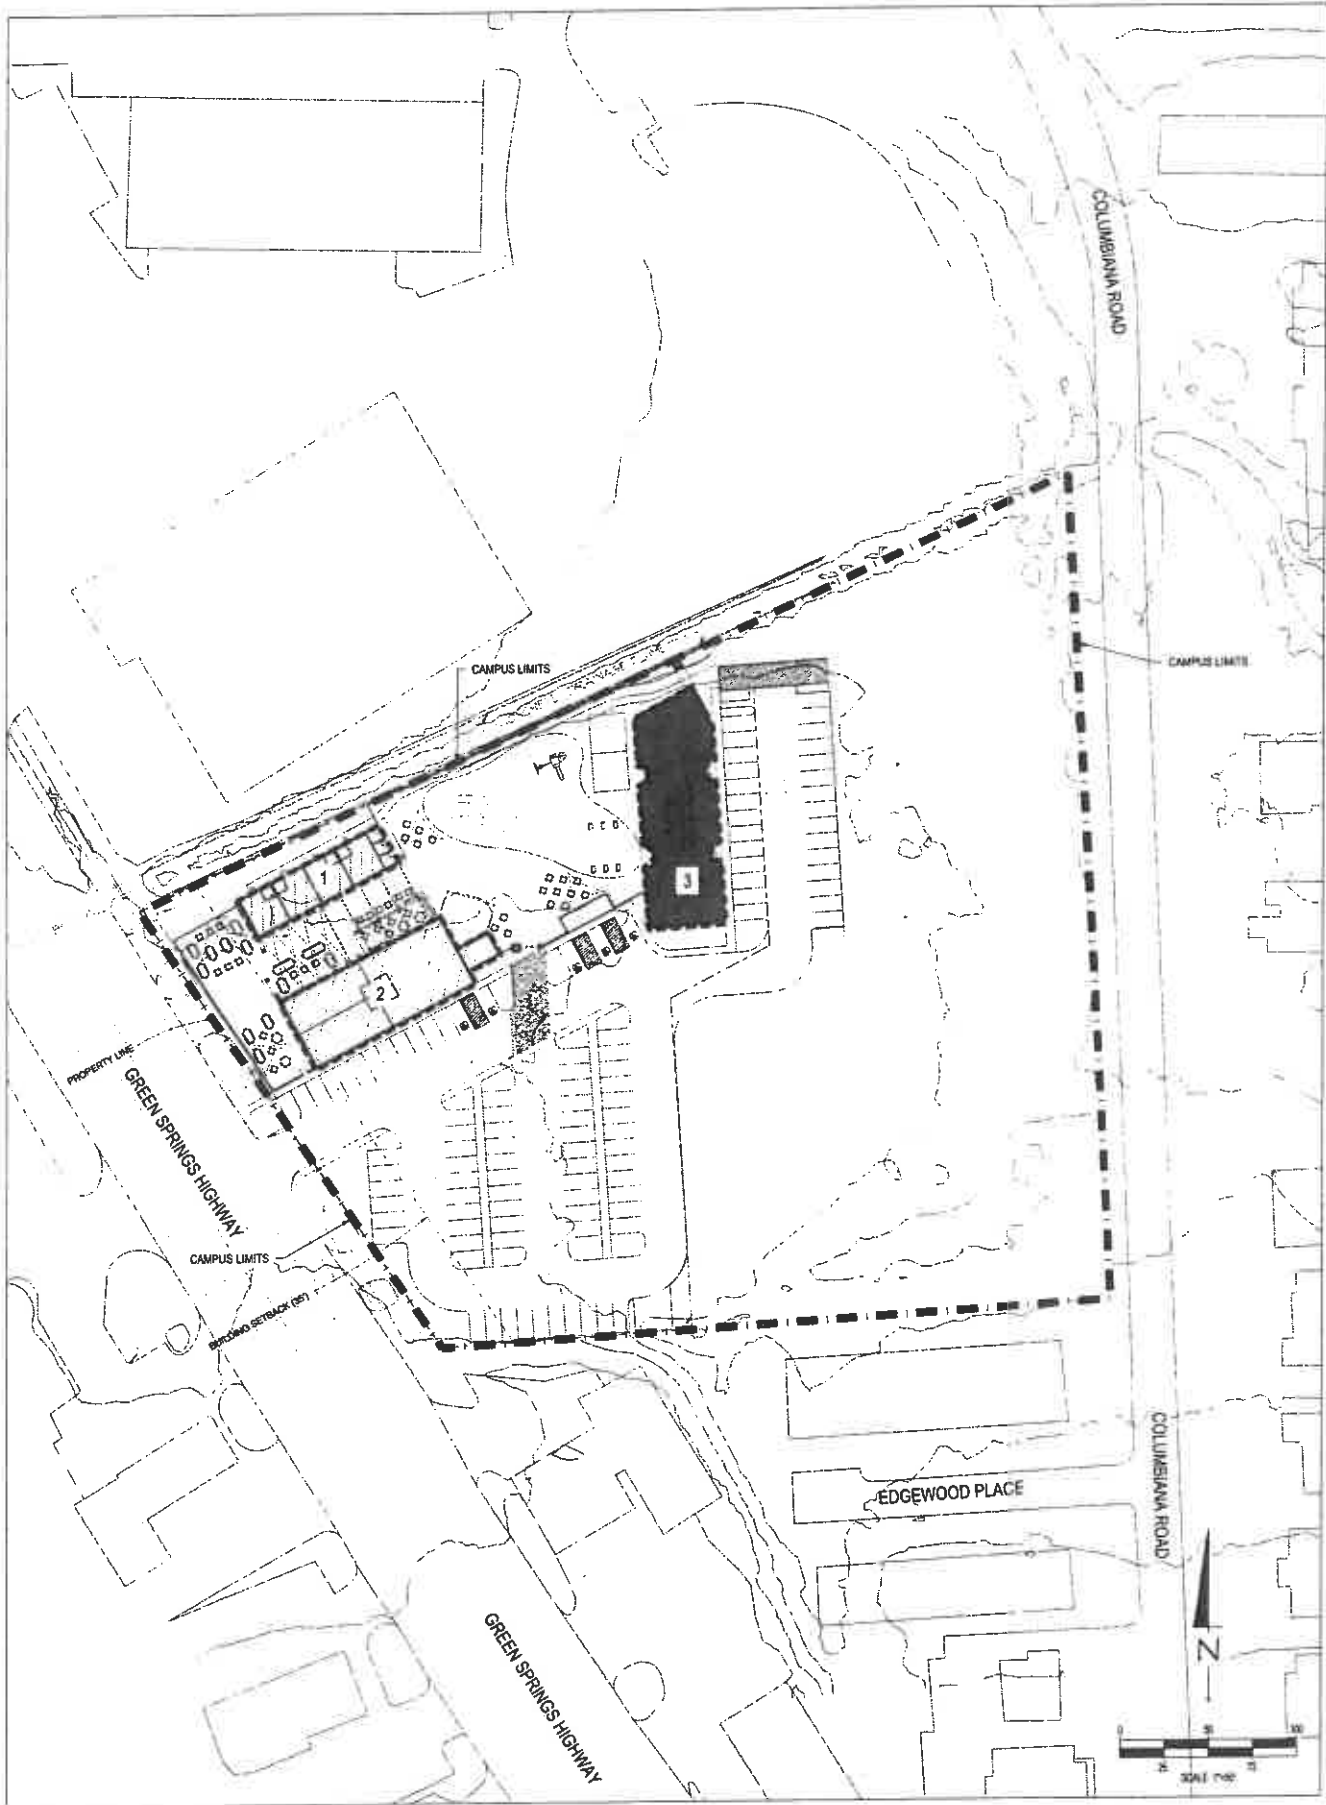 COLUMBIANA ROAD
CAMPUS LIMITS
CAMPUS LIMITS
1
3
2
PROPERTY LINE
GREEN SPRINGS HIGHWAY
CAMPUS LIMITS
BUILDING SETBACK (35')
COLUMBIANA ROAD
EDGEWOOD PLACE
GREEN SPRINGS HIGHWAY
N
0 50 100
25 75